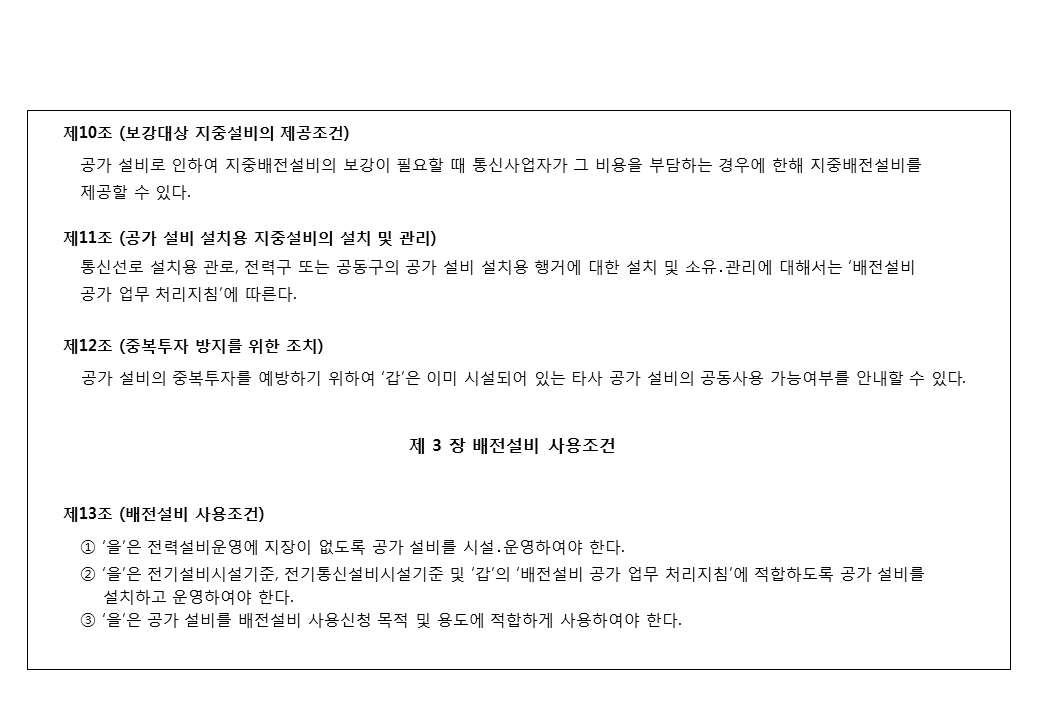 제10조 (보강대상 지중설비의 제공조건)
공가 설비로 인하여 지중배전설비의 보강이 필요할 때 통신사업자가 그 비용을 부담하는 경우에 한해 지중배전설비를
제공할 수 있다.
제11조 (공가 설비 설치용 지중설비의 설치 및 관리)
통신선로 설치용 관로, 전력구 또는 공동구의 공가 설비 설치용 행거에 대한 설치 및 소유.관리에 대해서는 ‘배전설비
공가 업무 처리지침’에 따른다.
제12조 (중복투자 방지를 위한 조치)
공가 설비의 중복투자를 예방하기 위하여 ‘갑’은 이미 시설되어 있는 타사 공가 설비의 공동사용 가능여부를 안내할 수 있다.
제 3 장 배전설비 사용조건
제13조 (배전설비 사용조건)
① ‘을’은 전력설비운영에 지장이 없도록 공가 설비를 시설.운영하여야 한다.
② ‘을’은 전기설비시설기준, 전기통신설비시설기준 및 ‘갑’의 ‘배전설비 공가 업무 처리지침’에 적합하도록 공가 설비를
설치하고 운영하여야 한다.
③ ‘을’은 공가 설비를 배전설비 사용신청 목적 및 용도에 적합하게 사용하여야 한다.